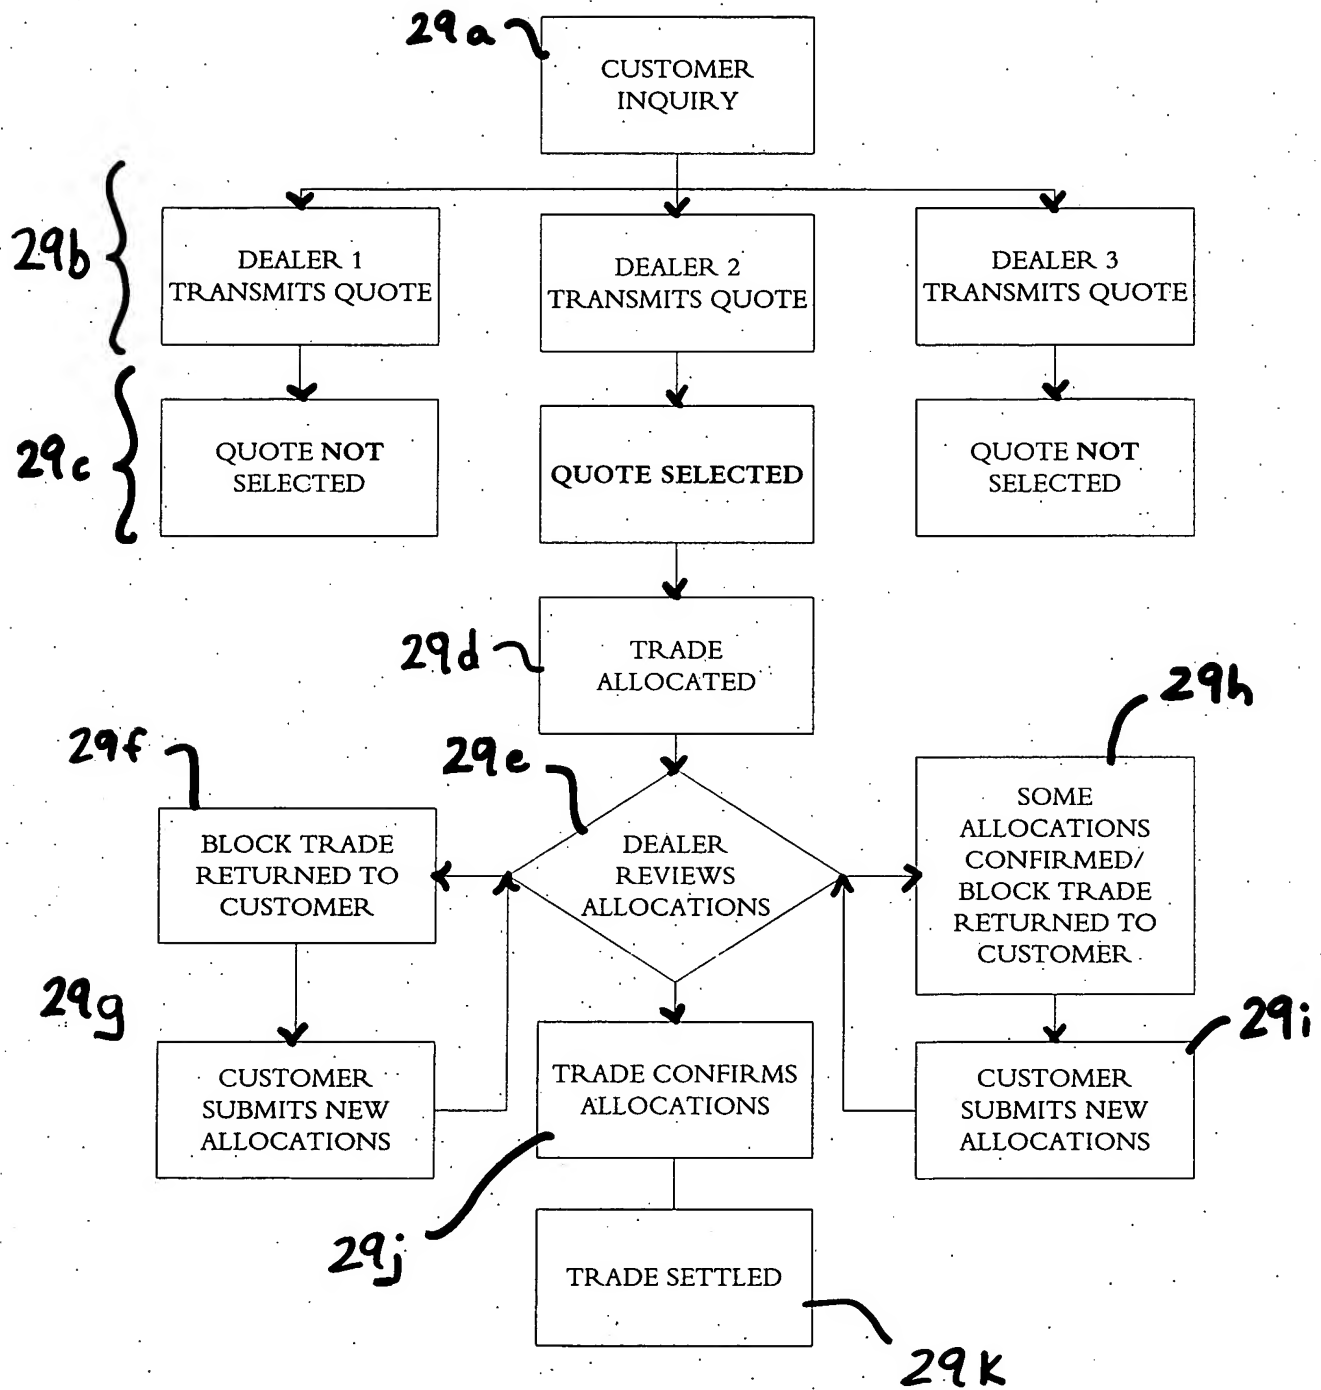 29a
CUSTOMER
INQUIRY
29b
DEALER 1
TRANSMITS QUOTE
DEALER 2
TRANSMITS QUOTE
DEALER 3
TRANSMITS QUOTE
29c
QUOTE NOT
SELECTED
QUOTE SELECTED
QUOTE NOT
SELECTED
29d
TRADE
ALLOCATED
29f
BLOCK TRADE
RETURNED TO
CUSTOMER
29e
DEALER
REVIEWS
ALLOCATIONS
29h
SOME
ALLOCATIONS
CONFIRMED/
BLOCK TRADE
RETURNED TO
CUSTOMER
29g
CUSTOMER
SUBMITS NEW
ALLOCATIONS
TRADE CONFIRMS
ALLOCATIONS
29i
CUSTOMER
SUBMITS NEW
ALLOCATIONS
29j
TRADE SETTLED
29k